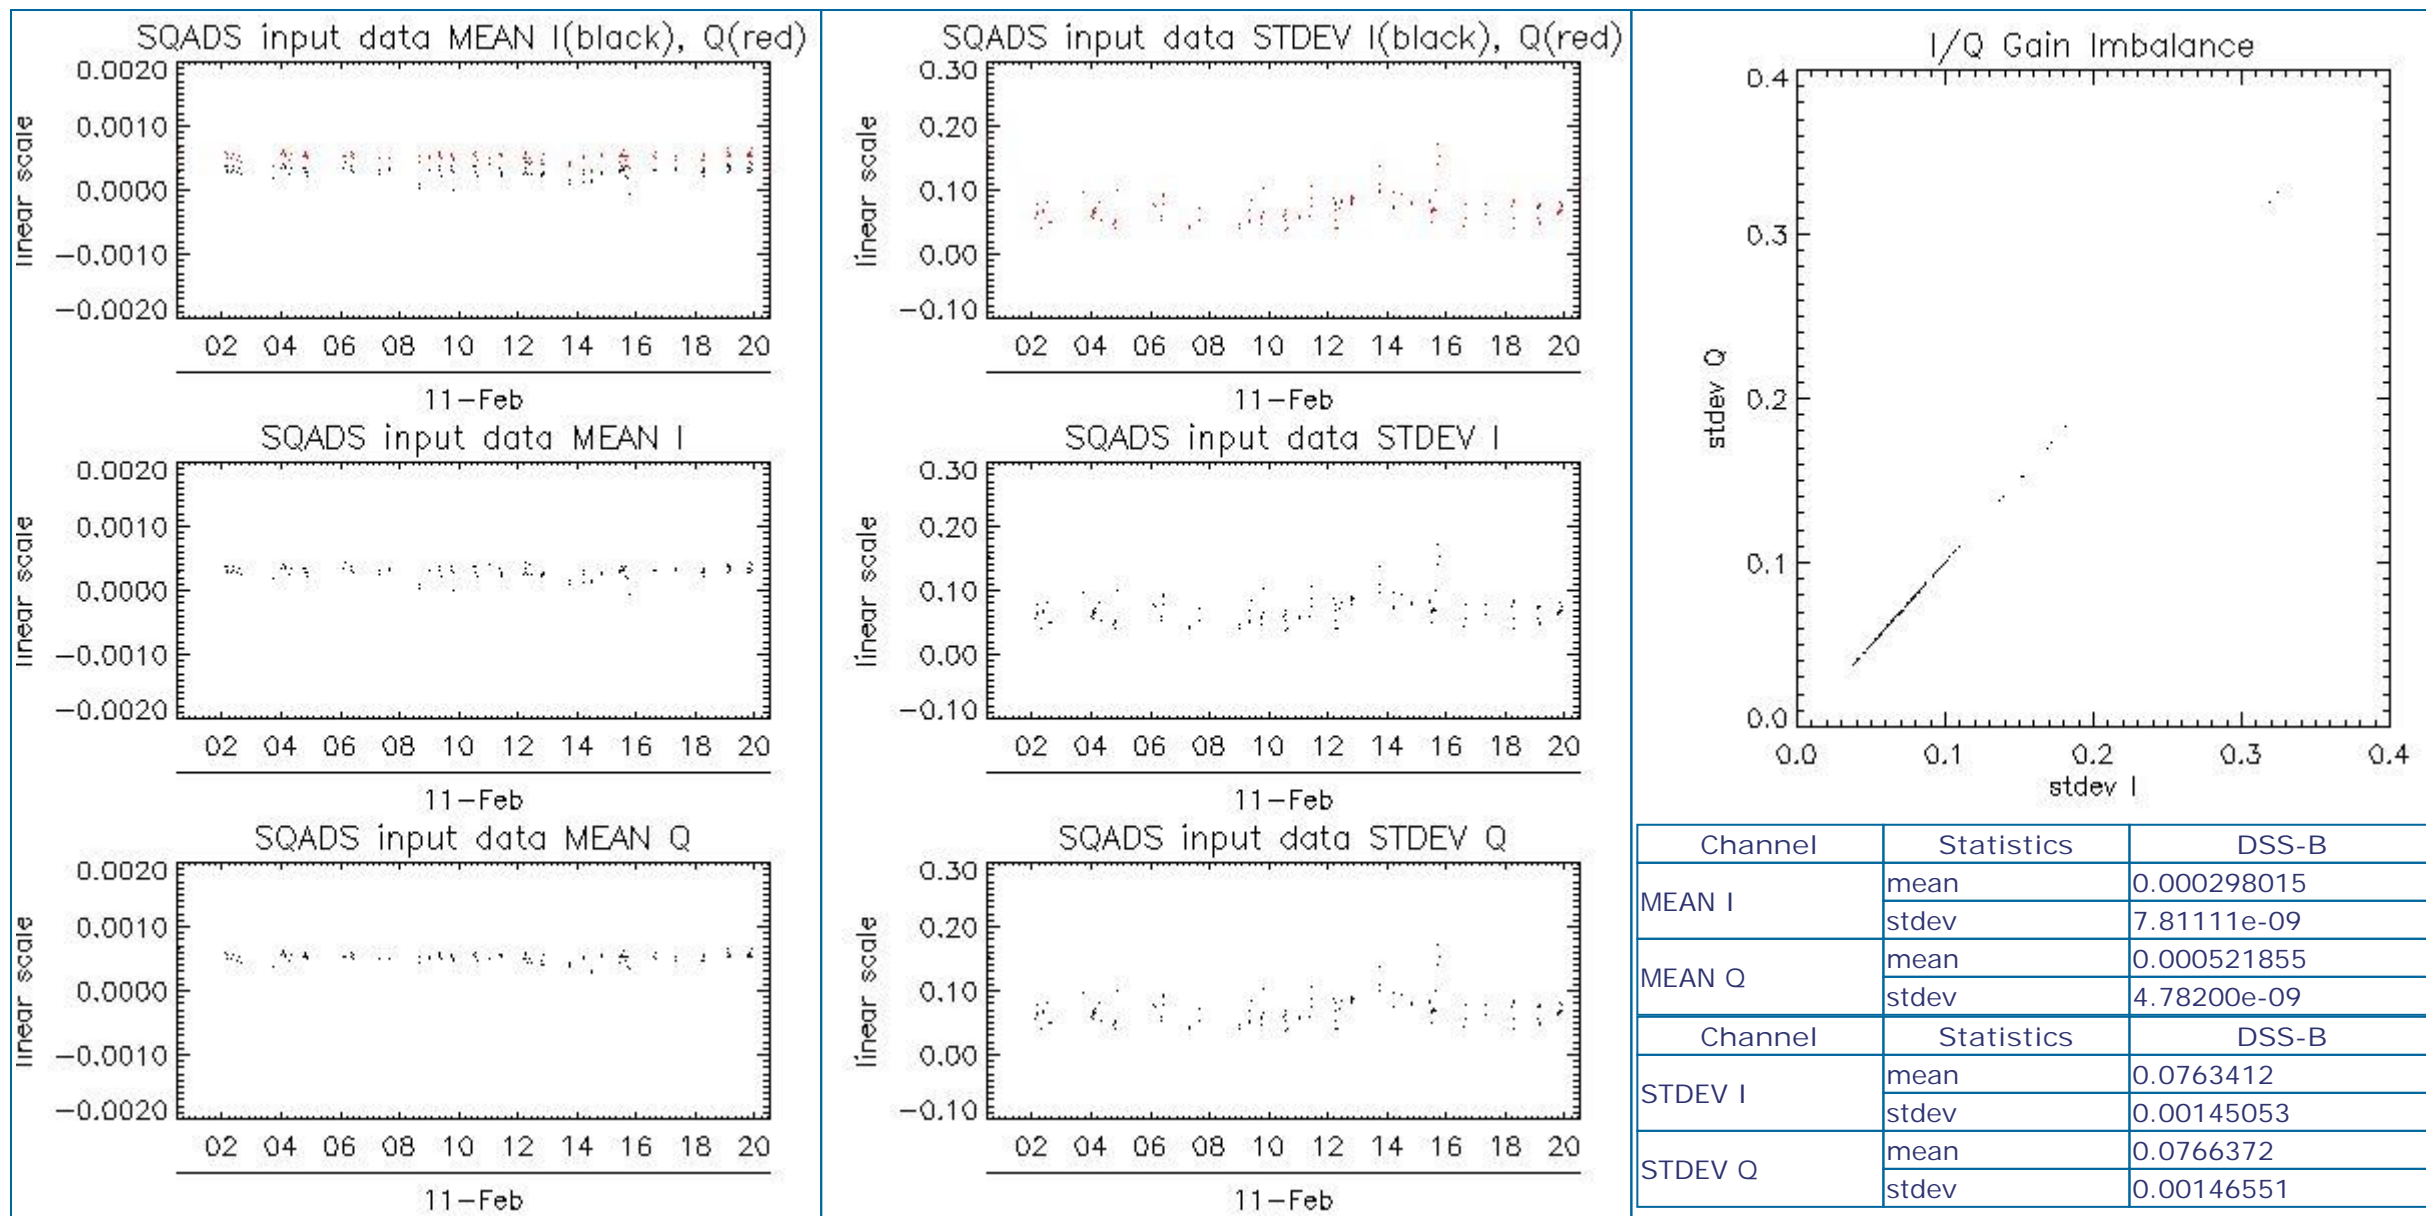 SQADS input data MEAN I(black), Q(red)
0.0020
0.0010
0.0000
-0.0010
-0.0020
linear scale
02 04 06 08 10 12 14 16 18 20
11-Feb
SQADS input data MEAN I
0.0020
0.0010
0.0000
-0.0010
-0.0020
linear scale
02 04 06 08 10 12 14 16 18 20
11-Feb
SQADS input data MEAN Q
0.0020
0.0010
0.0000
-0.0010
-0.0020
linear scale
02 04 06 08 10 12 14 16 18 20
11-Feb
SQADS input data STDEV I(black), Q(red)
0.30
0.20
0.10
0.00
-0.10
linear scale
02 04 06 08 10 12 14 16 18 20
11-Feb
SQADS input data STDEV I
0.30
0.20
0.10
0.00
-0.10
linear scale
02 04 06 08 10 12 14 16 18 20
11-Feb
SQADS input data STDEV Q
0.30
0.20
0.10
0.00
-0.10
linear scale
02 04 06 08 10 12 14 16 18 20
11-Feb
I/Q Gain Imbalance
0.4
0.3
0.2
0.1
0.0
stdev Q
0.0 0.1 0.2 0.3 0.4
stdev I
Channel Statistics DSS-B
MEAN I
mean 0.000298015
stdev 7.81111e-09
MEAN Q
mean 0.000521855
stdev 4.78200e-09
Channel Statistics DSS-B
STDEV I
mean 0.0763412
stdev 0.00145053
STDEV Q
mean 0.0766372
stdev 0.00146551